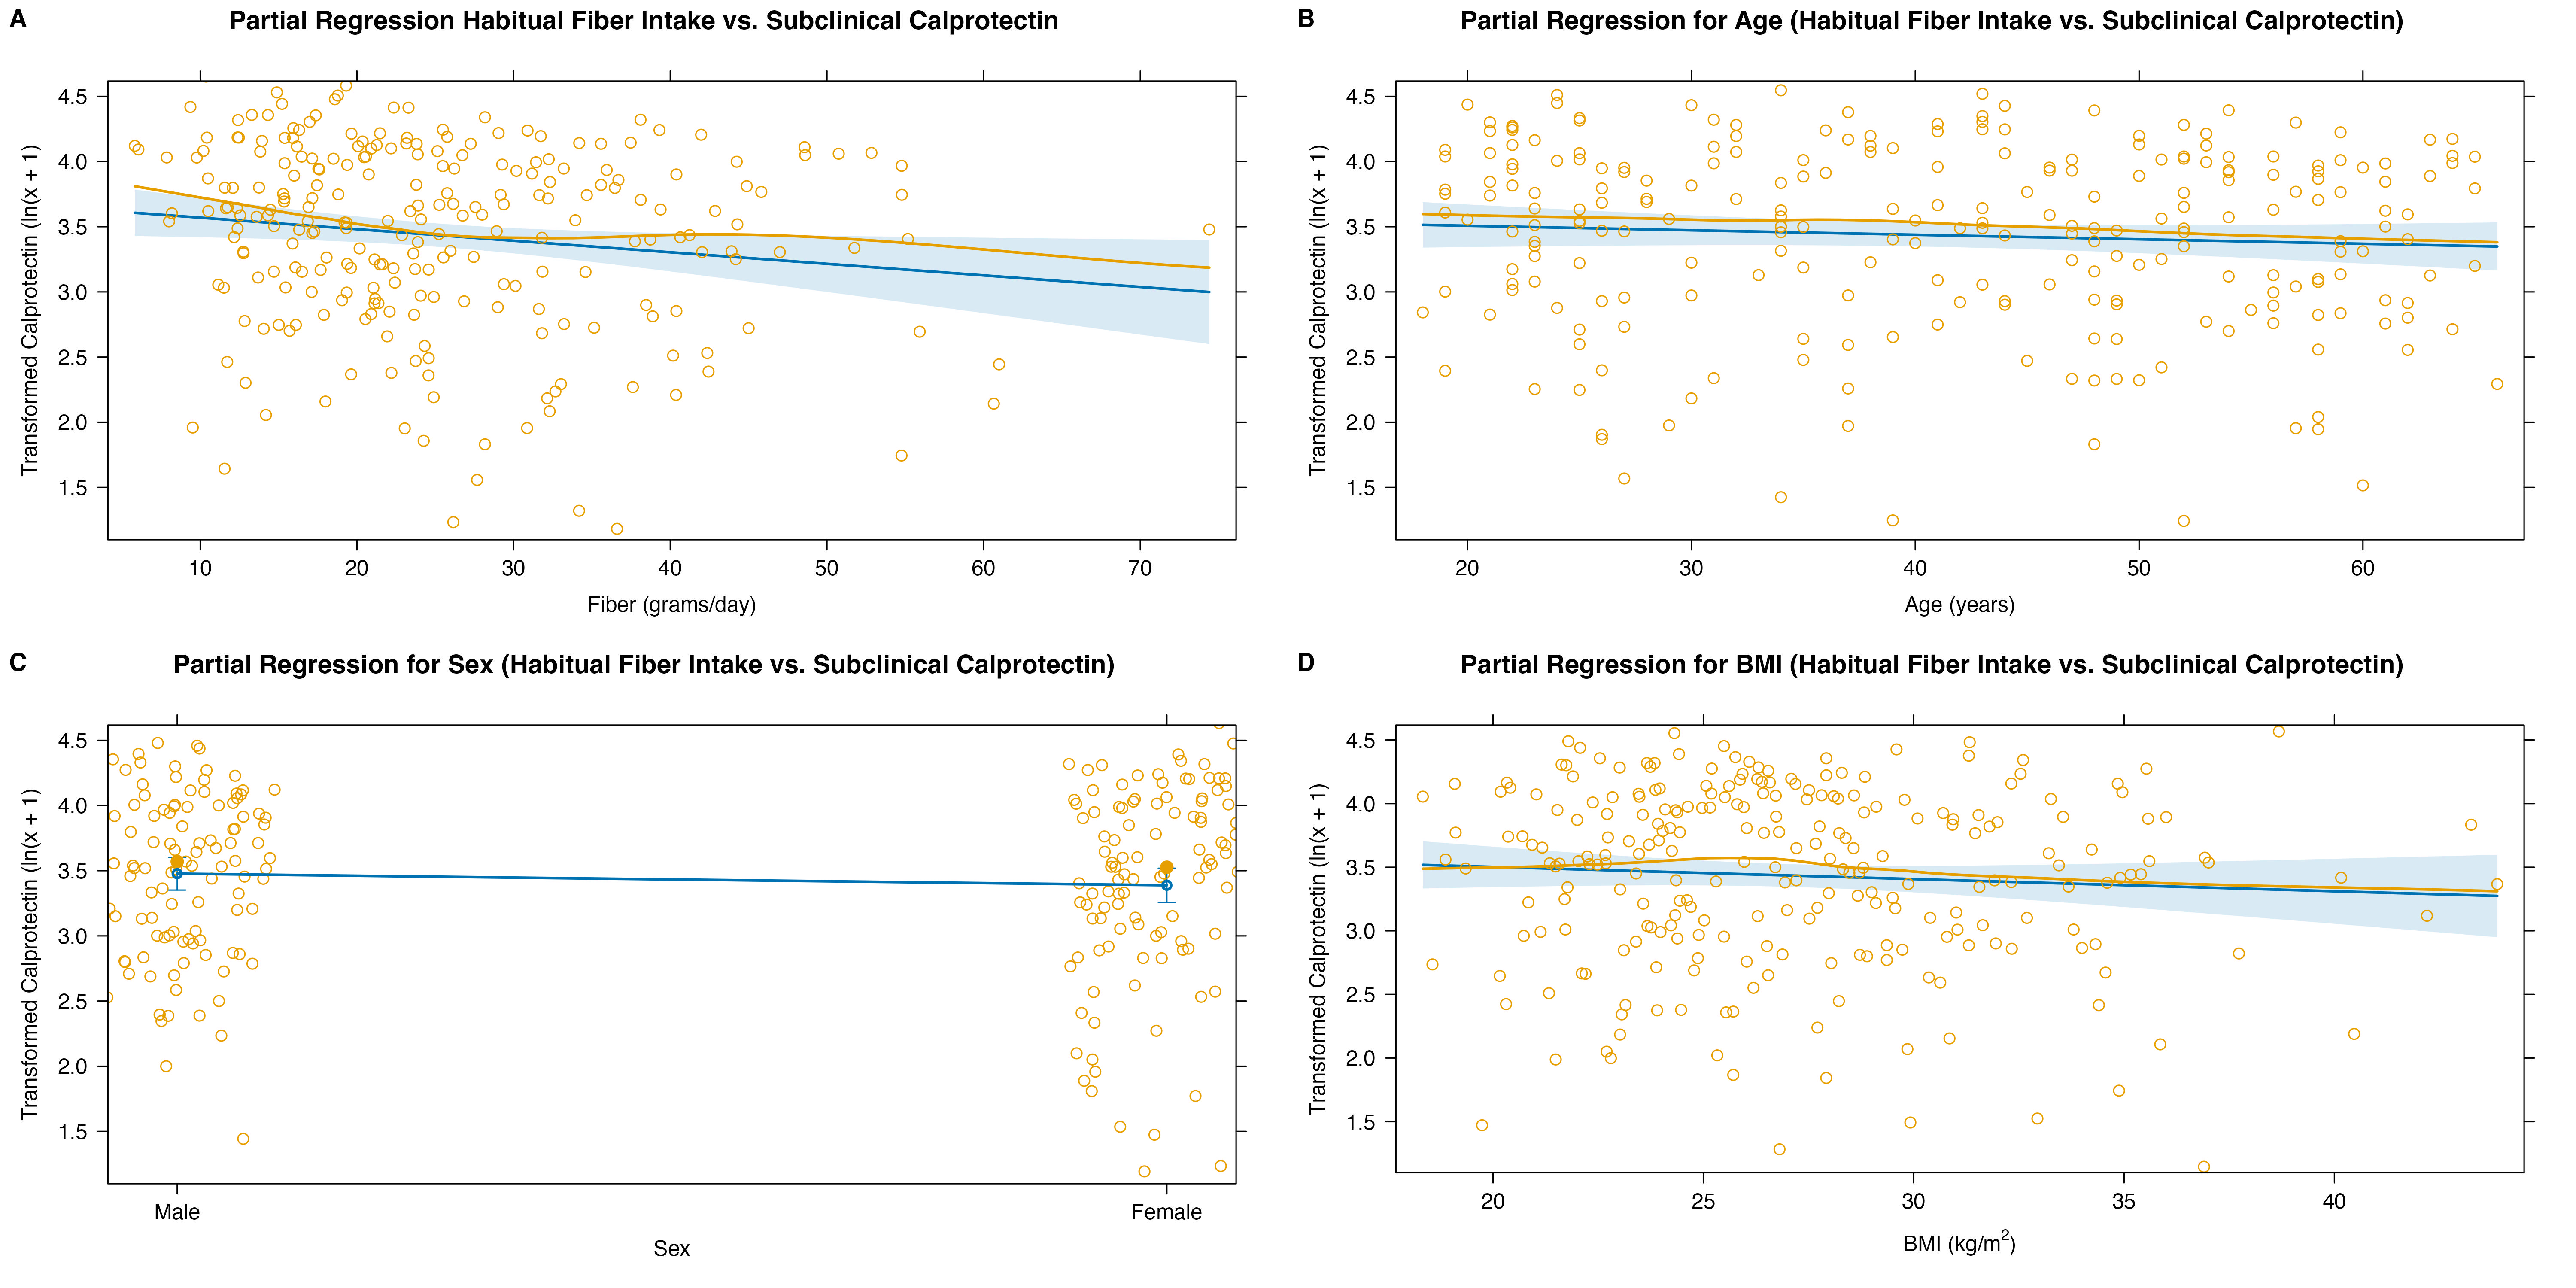 A
Partial Regression Habitual Fiber Intake vs. Subclinical Calprotectin
Transformed Calprotectin (ln(x + 1)
4.5
4.0
3.5
3.0
2.5
2.0
1.5
10 20 30 40 50 60 70
Fiber (grams/day)
B
Partial Regression for Age (Habitual Fiber Intake vs. Subclinical Calprotectin)
Transformed Calprotectin (ln(x + 1)
4.5
4.0
3.5
3.0
2.5
2.0
1.5
20 30 40 50 60
Age (years)
C
Partial Regression for Sex (Habitual Fiber Intake vs. Subclinical Calprotectin)
Transformed Calprotectin (ln(x + 1)
4.5
4.0
3.5
3.0
2.5
2.0
1.5
Male Female
Sex
D
Partial Regression for BMI (Habitual Fiber Intake vs. Subclinical Calprotectin)
Transformed Calprotectin (ln(x + 1)
4.5
4.0
3.5
3.0
2.5
2.0
1.5
20 25 30 35 40
BMI (kg/m²)